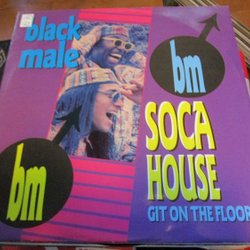 black
male
bm
SOCA
HOUSE
GIT ON THE FLOOR
bm